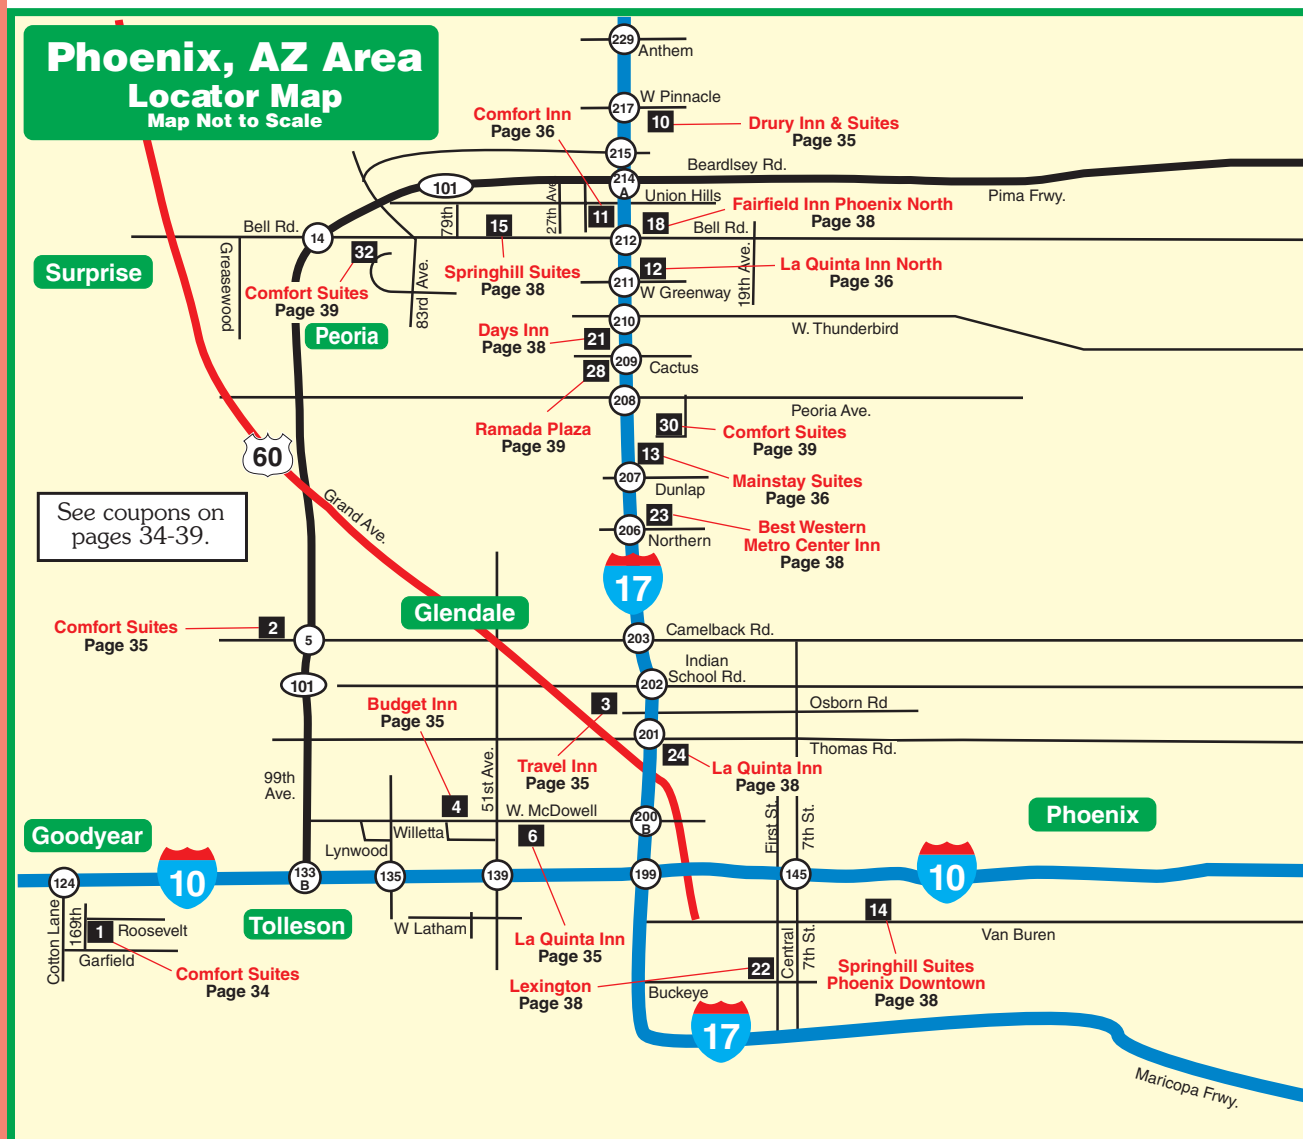 Phoenix, AZ Area
Locator Map
Map Not to Scale
229
Anthem
W Pinnacle
217
10
Drury Inn & Suites
Page 35
Comfort Inn
Page 36
215
Beardlsey Rd.
101
214
A
Pima Frwy.
Union Hills
27th Ave
79th
11
15
18
Fairfield Inn Phoenix North
Page 38
Bell Rd.
14
Bell Rd.
212
32
Greasewood
Surprise
Springhill Suites
Page 38
12
La Quinta Inn North
Page 36
19th Ave.
211
W Greenway
83rd Ave.
Comfort Suites
Page 39
Peoria
210
W. Thunderbird
Days Inn
Page 38
21
209
Cactus
28
208
Peoria Ave.
Ramada Plaza
Page 39
30
Comfort Suites
Page 39
60
13
Mainstay Suites
Page 36
207
Dunlap
Grand Ave.
See coupons on
pages 34-39.
23
Best Western
Metro Center Inn
Page 38
206
Northern
17
Glendale
Comfort Suites
Page 35
2
5
203
Camelback Rd.
Indian
School Rd.
202
101
Budget Inn
Page 35
3
Osborn Rd
201
Thomas Rd.
24
La Quinta Inn
Page 38
Travel Inn
Page 35
99th
Ave.
51st Ave.
4
W. McDowell
200
B
First St.
7th St.
Phoenix
Goodyear
Willetta
Lynwood
6
124
10
133
B
135
139
199
145
10
Cotton Lane
169th
1
Roosevelt
Garfield
Tolleson
W Latham
14
Van Buren
La Quinta Inn
Page 35
Comfort Suites
Page 34
Central
7th St.
22
Lexington
Page 38
Buckeye
Springhill Suites
Phoenix Downtown
Page 38
17
Maricopa Frwy.